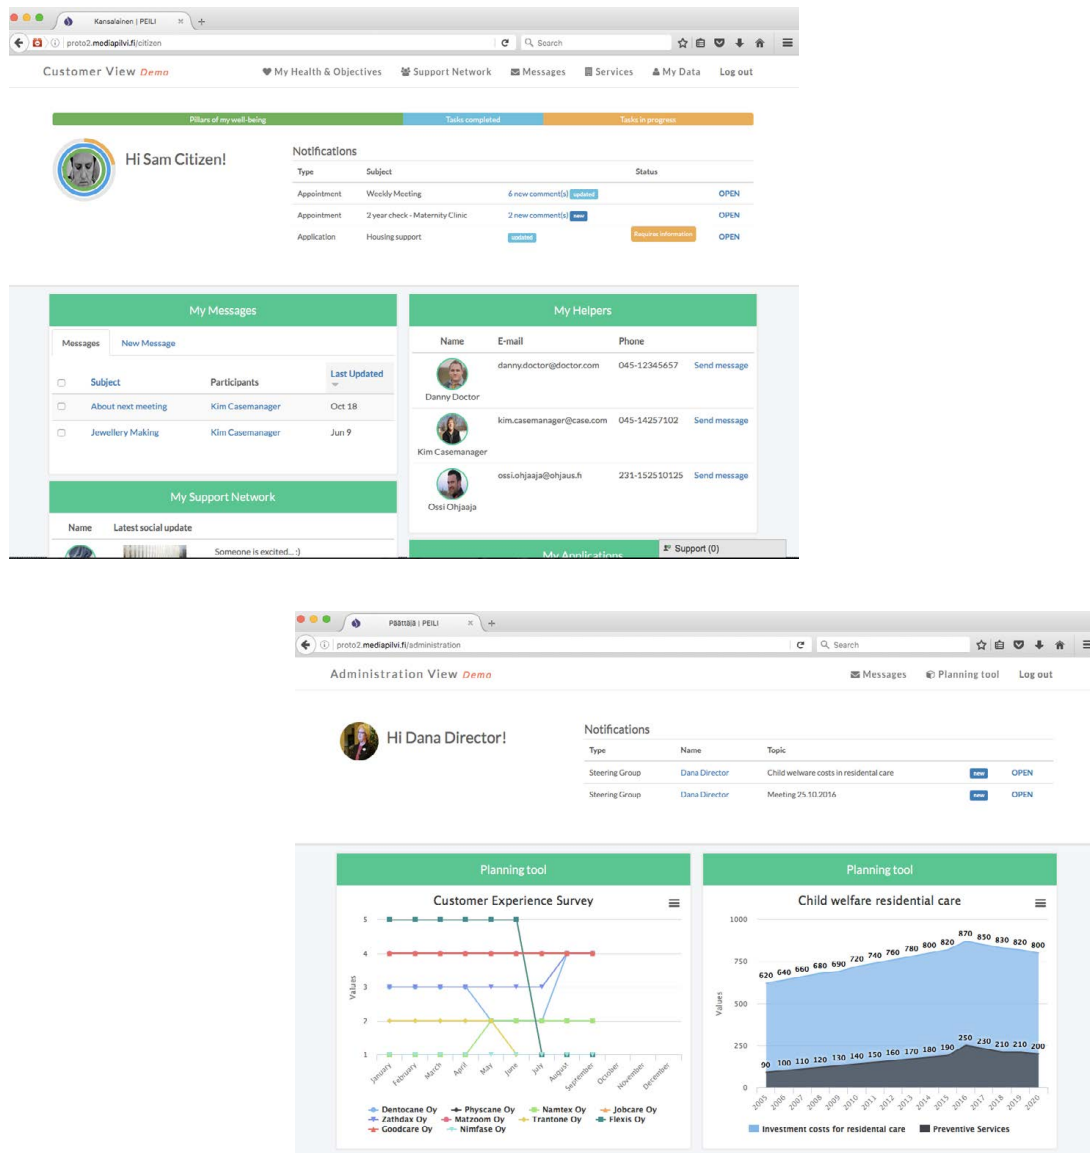 Kansalainen | PEILI
proto2.mediapilvi.fi/citizen
Search
Customer View Demo
My Health & Objectives
Support Network
Messages
Services
My Data
Log out
Pillars of my well-being
Tasks completed
Tasks in progress
Hi Sam Citizen!
Notifications
Type Subject Status
Appointment Weekly Meeting 6 new comment(s) updated OPEN
Appointment 2 year check - Maternity Clinic 2 new comment(s) new OPEN
Application Housing support updated Requires information OPEN
My Messages
Messages New Message
Subject Participants Last Updated
About next meeting Kim Casemanager Oct 18
Jewellery Making Kim Casemanager Jun 9
My Support Network
Name Latest social update
Someone is excited... :)
My Helpers
Name E-mail Phone
danny.doctor@doctor.com 045-12345657 Send message
Danny Doctor
kim.casemanager@case.com 045-14257102 Send message
Kim Casemanager
ossi.ohjaaja@ohjaus.fi 231-152510125 Send message
Ossi Ohjaaja
My Applications
Support (0)
Päättäjä | PEILI
proto2.mediapilvi.fi/administration
Search
Administration View Demo
Messages
Planning tool
Log out
Hi Dana Director!
Notifications
Type Name Topic
Steering Group Dana Director Child welware costs in residental care new OPEN
Steering Group Dana Director Meeting 25.10.2016 new OPEN
Planning tool
Customer Experience Survey
Values
5
4
3
2
1
January February March April May June July August September October November December
Dentocane Oy Physcane Oy Namtex Oy Jobcare Oy
Zathdax Oy Matzoom Oy Trantone Oy Flexis Oy
Goodcare Oy Nimfase Oy
Planning tool
Child welfare residential care
Values
1000
750
500
250
0
620 640 660 680 690 720 740 760 780 800 820 870 850 830 820 800
90 100 110 120 130 140 150 160 170 180 190 250 230 210 210 200
2005 2006 2007 2008 2009 2010 2011 2012 2013 2014 2015 2016 2017 2018 2019 2020
Investment costs for residental care Preventive Services